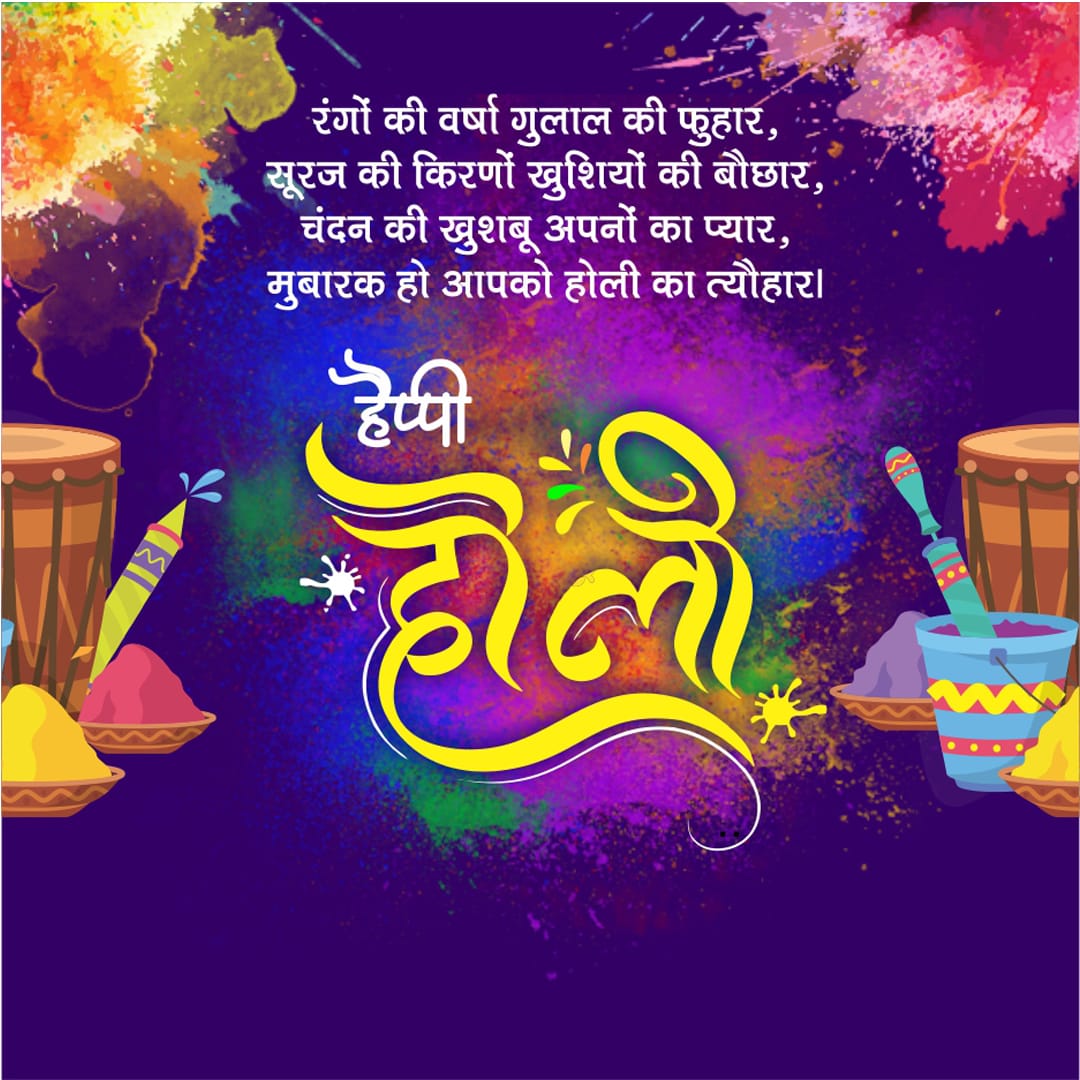 रंगों की वर्षा गुलाल की फुहार,
सूरज की किरणों खुशियों की बौछार,
चंदन की खुशबू अपनों का प्यार,
मुबारक हो आपको होली का त्यौहार।
हैप्पी
होली